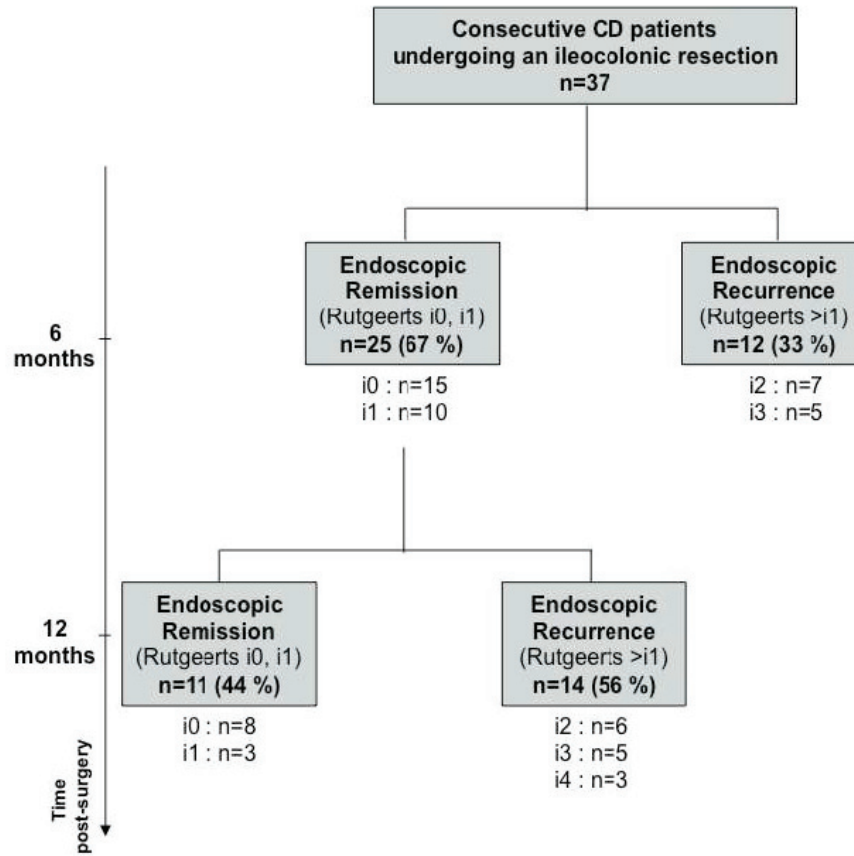 Consecutive CD patients
undergoing an ileocolonic resection
n=37
Endoscopic
Remission
(Rutgeerts i0, i1)
n=25 (67 %)
Endoscopic
Recurrence
(Rutgeerts >i1)
n=12 (33 %)
6
months
i0 : n=15
i1 : n=10
i2 : n=7
i3 : n=5
Endoscopic
Remission
(Rutgeerts i0, i1)
n=11 (44 %)
Endoscopic
Recurrence
(Rutgeerts >i1)
n=14 (56 %)
12
months
i0 : n=8
i1 : n=3
i2 : n=6
i3 : n=5
i4 : n=3
Time
post-surgery